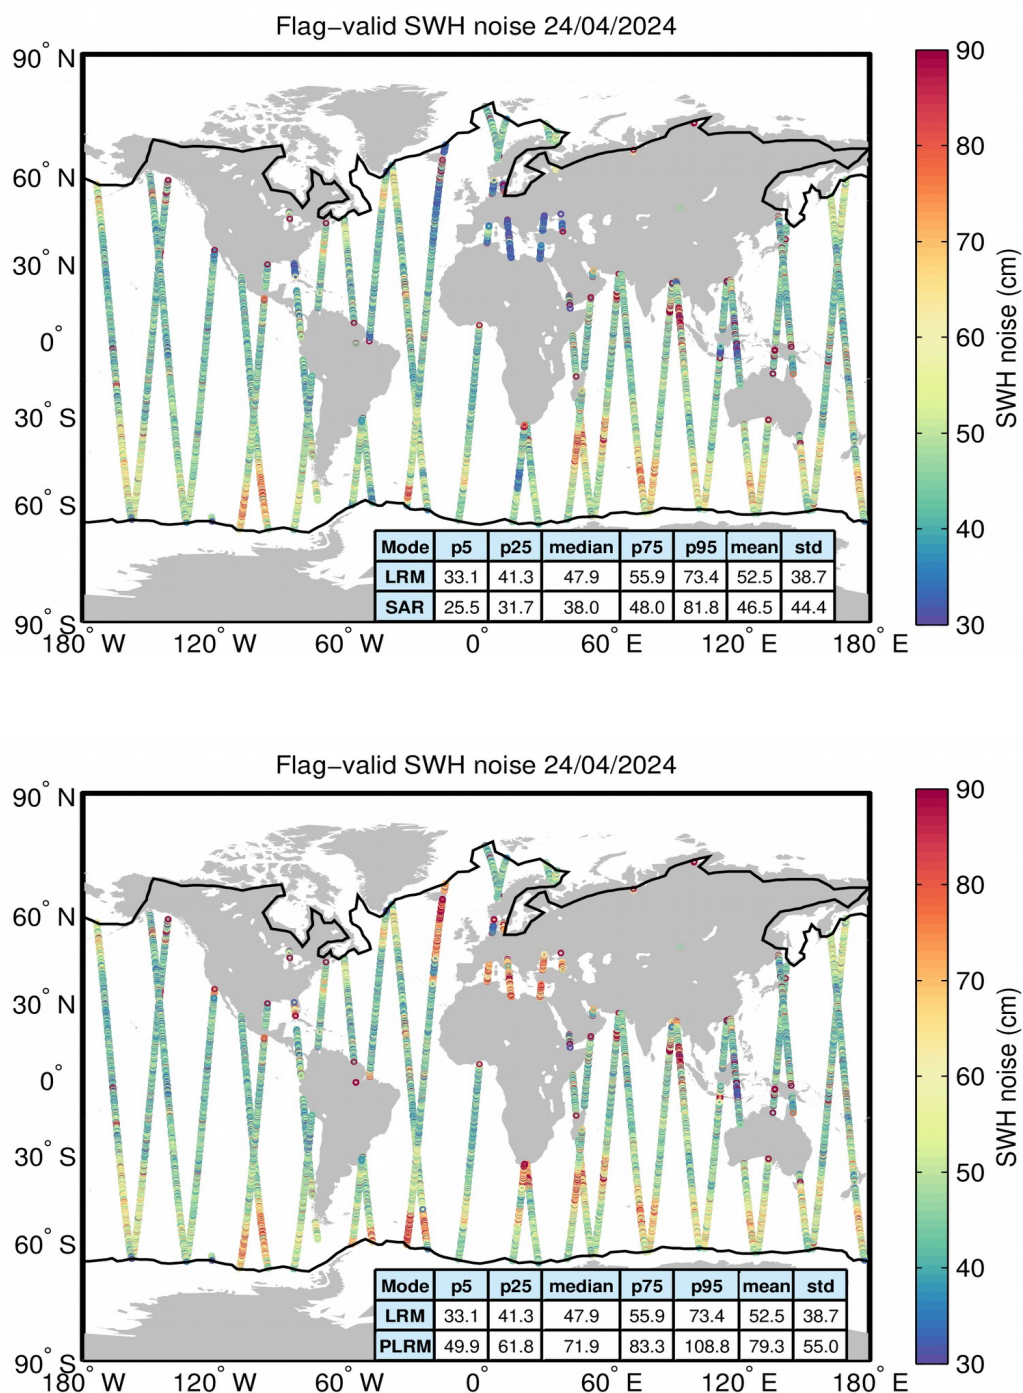 Flag−valid SWH noise 24/04/2024
90° N
60° N
30° N
0°
30° S
60° S
90° S
180° W 120° W 60° W 0° 60° E 120° E 180° E
90
80
70
60
50
40
30
SWH noise (cm)
Mode p5 p25 median p75 p95 mean std
LRM 33.1 41.3 47.9 55.9 73.4 52.5 38.7
SAR 25.5 31.7 38.0 48.0 81.8 46.5 44.4
Flag−valid SWH noise 24/04/2024
90° N
60° N
30° N
0°
30° S
60° S
90° S
180° W 120° W 60° W 0° 60° E 120° E 180° E
90
80
70
60
50
40
30
SWH noise (cm)
Mode p5 p25 median p75 p95 mean std
LRM 33.1 41.3 47.9 55.9 73.4 52.5 38.7
PLRM 49.9 61.8 71.9 83.3 108.8 79.3 55.0